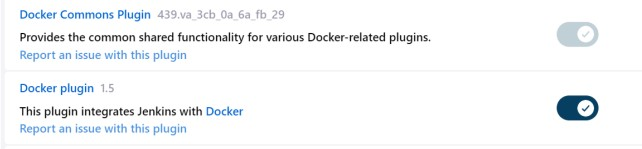 Docker Commons Plugin 439.va_3cb_0a_6a_fb_29
Provides the common shared functionality for various Docker-related plugins.
Report an issue with this plugin
Docker plugin 1.5
This plugin integrates Jenkins with Docker
Report an issue with this plugin